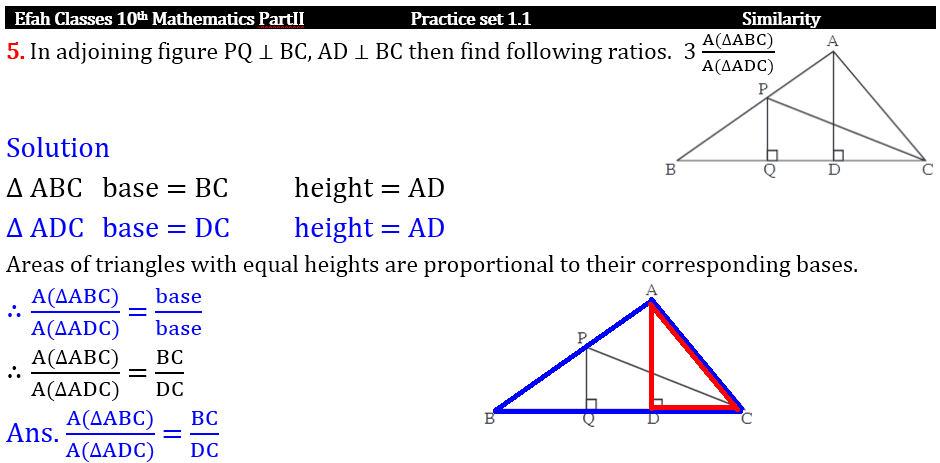 Efah Classes 10th Mathematics PartII Practice set 1.1 Similarity
5. In adjoining figure PQ ⊥ BC, AD ⊥ BC then find following ratios. 3 A(ΔABC)/A(ΔADC)
A
P
B Q D C
Solution
Δ ABC base = BC height = AD
Δ ADC base = DC height = AD
Areas of triangles with equal heights are proportional to their corresponding bases.
∴ A(ΔABC)/A(ΔADC) = base/base
∴ A(ΔABC)/A(ΔADC) = BC/DC
Ans. A(ΔABC)/A(ΔADC) = BC/DC
A
P
B Q D C